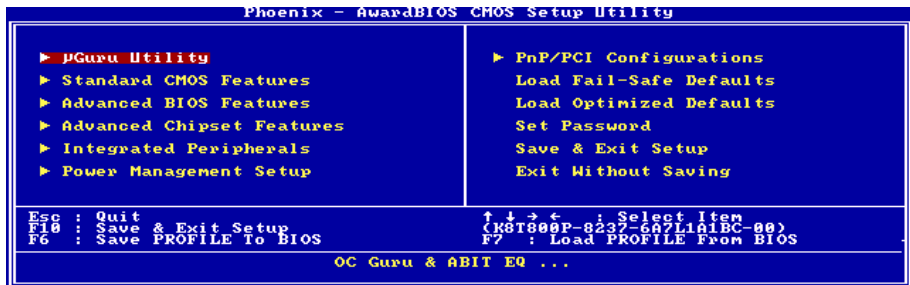 Phoenix - AwardBIOS CMOS Setup Utility
µGuru Utility
Standard CMOS Features
Advanced BIOS Features
Advanced Chipset Features
Integrated Peripherals
Power Management Setup
PnP/PCI Configurations
Load Fail-Safe Defaults
Load Optimized Defaults
Set Password
Save & Exit Setup
Exit Without Saving
Esc : Quit
F10 : Save & Exit Setup
F6 : Save PROFILE To BIOS
↑ ↓ → ← : Select Item
(K8T800P-8237-6A7L1A1BC-00)
F7 : Load PROFILE From BIOS
OC Guru & ABIT EQ ...